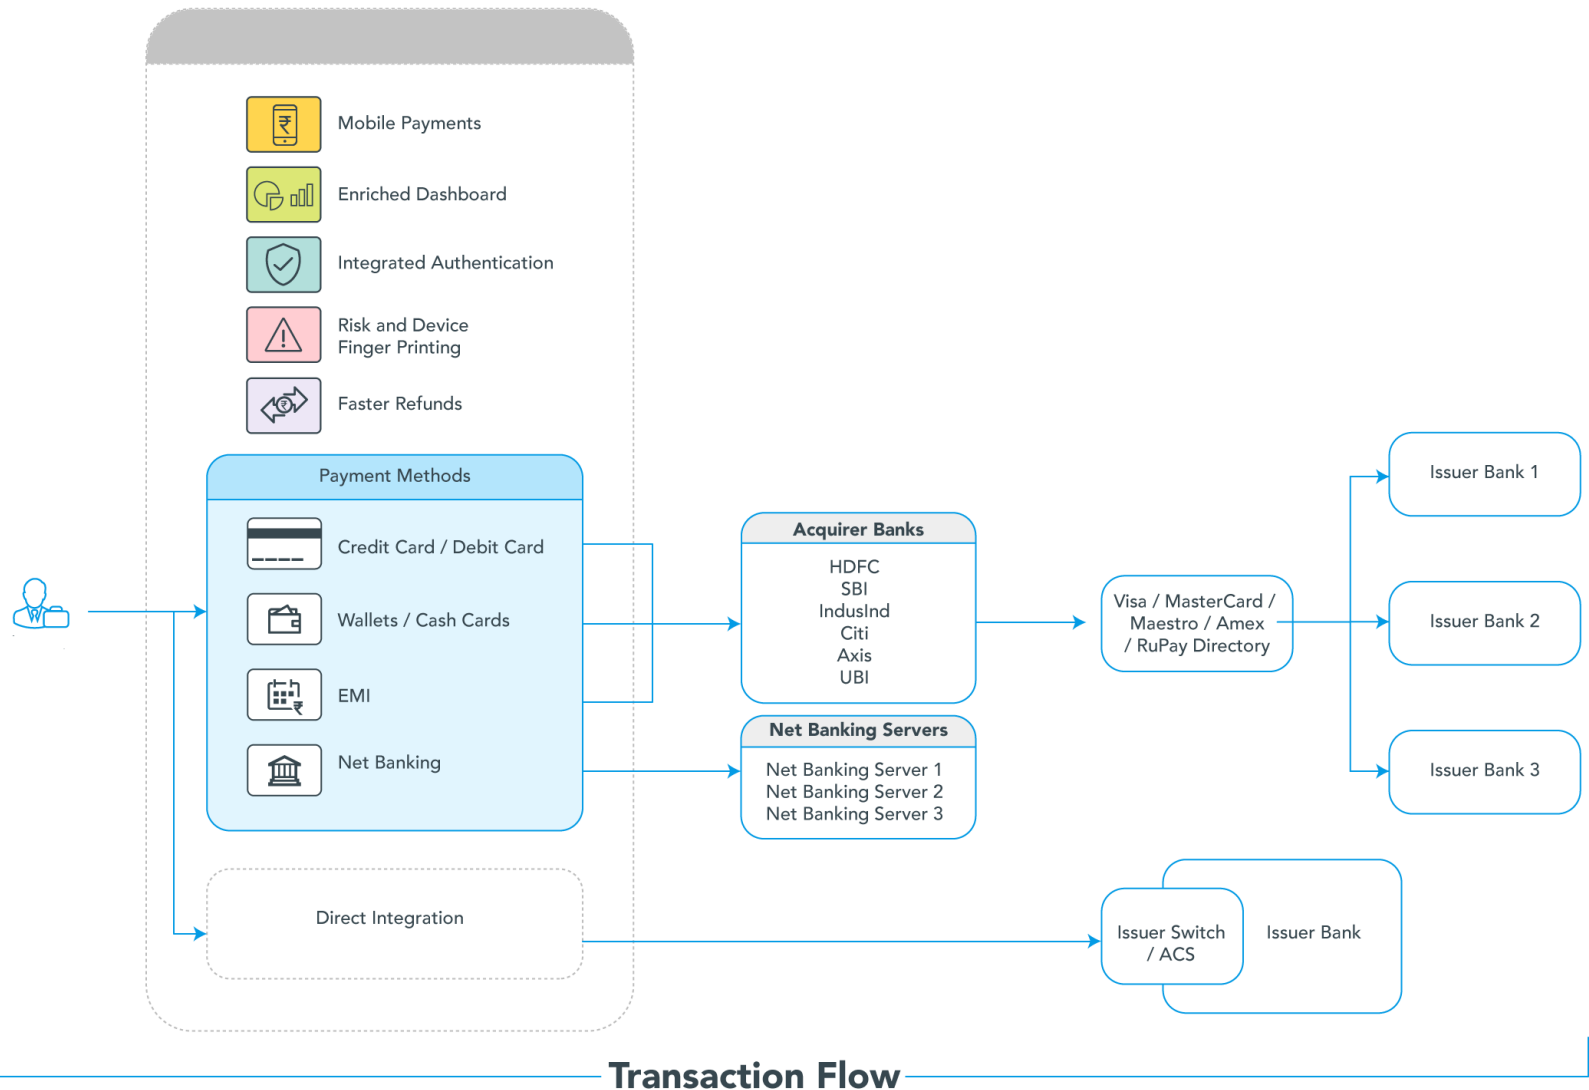 Mobile Payments
Enriched Dashboard
Integrated Authentication
Risk and Device
Finger Printing
Faster Refunds
Payment Methods
Credit Card / Debit Card
Wallets / Cash Cards
EMI
Net Banking
Direct Integration
Acquirer Banks
HDFC
SBI
IndusInd
Citi
Axis
UBI
Net Banking Servers
Net Banking Server 1
Net Banking Server 2
Net Banking Server 3
Visa / MasterCard /
Maestro / Amex
/ RuPay Directory
Issuer Bank 1
Issuer Bank 2
Issuer Bank 3
Issuer Switch
/ ACS
Issuer Bank
Transaction Flow